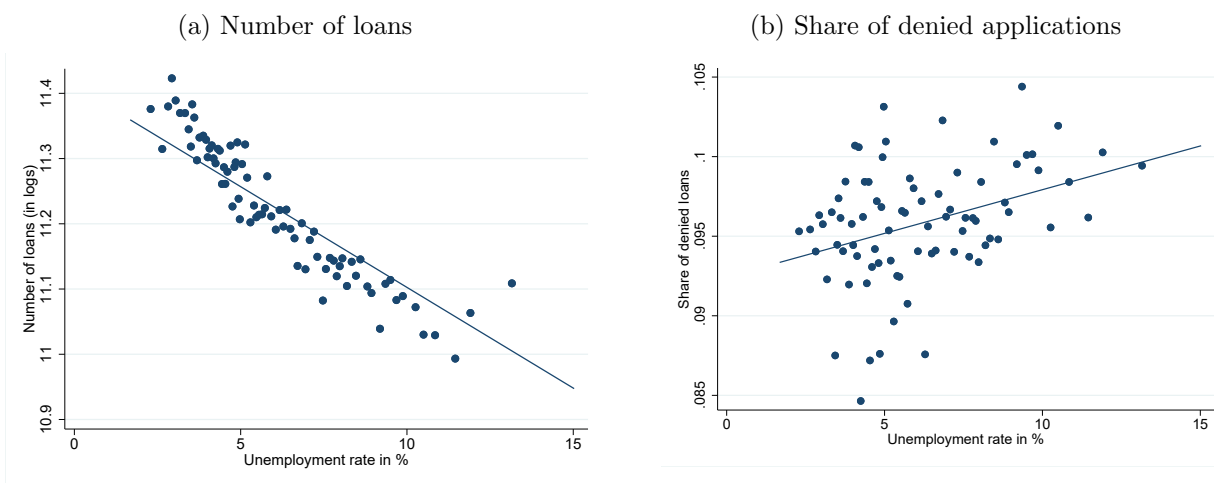 (a) Number of loans
Number of loans (in logs)
11.4
11.3
11.2
11.1
11
10.9
0 5 10 15
Unemployment rate in %
(b) Share of denied applications
Share of denied loans
.105
.1
.095
.09
.085
0 5 10 15
Unemployment rate in %